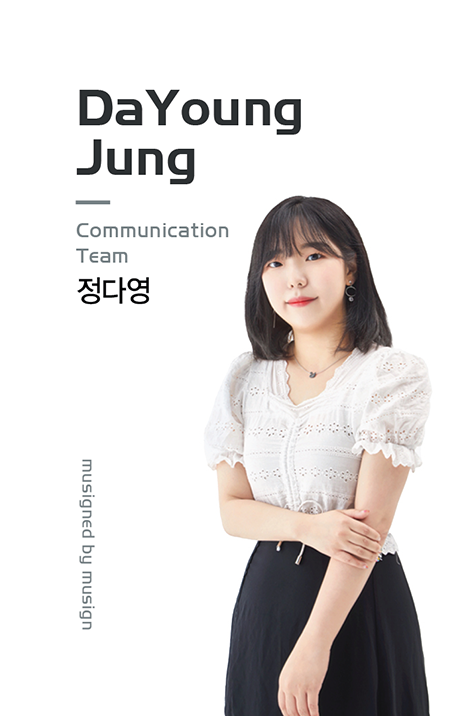 DaYoung
Jung
Communication
Team
정다영
musigned by musign